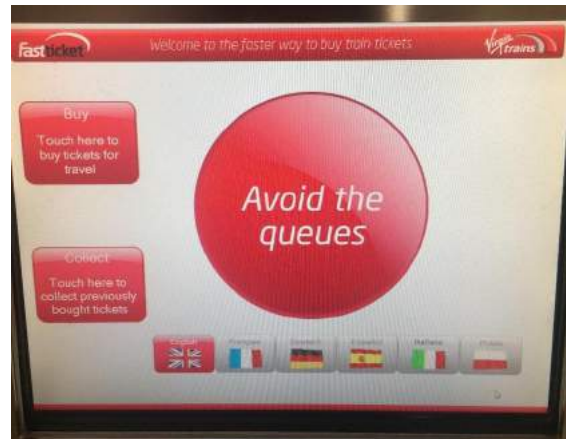 Fastticket
Welcome to the faster way to buy train tickets
Virgin trains
Buy
Touch here to
buy tickets for
travel
Avoid the
queues
Collect
Touch here to
collect previously
bought tickets
English
Français
Deutsch
Español
Italiano
Polski